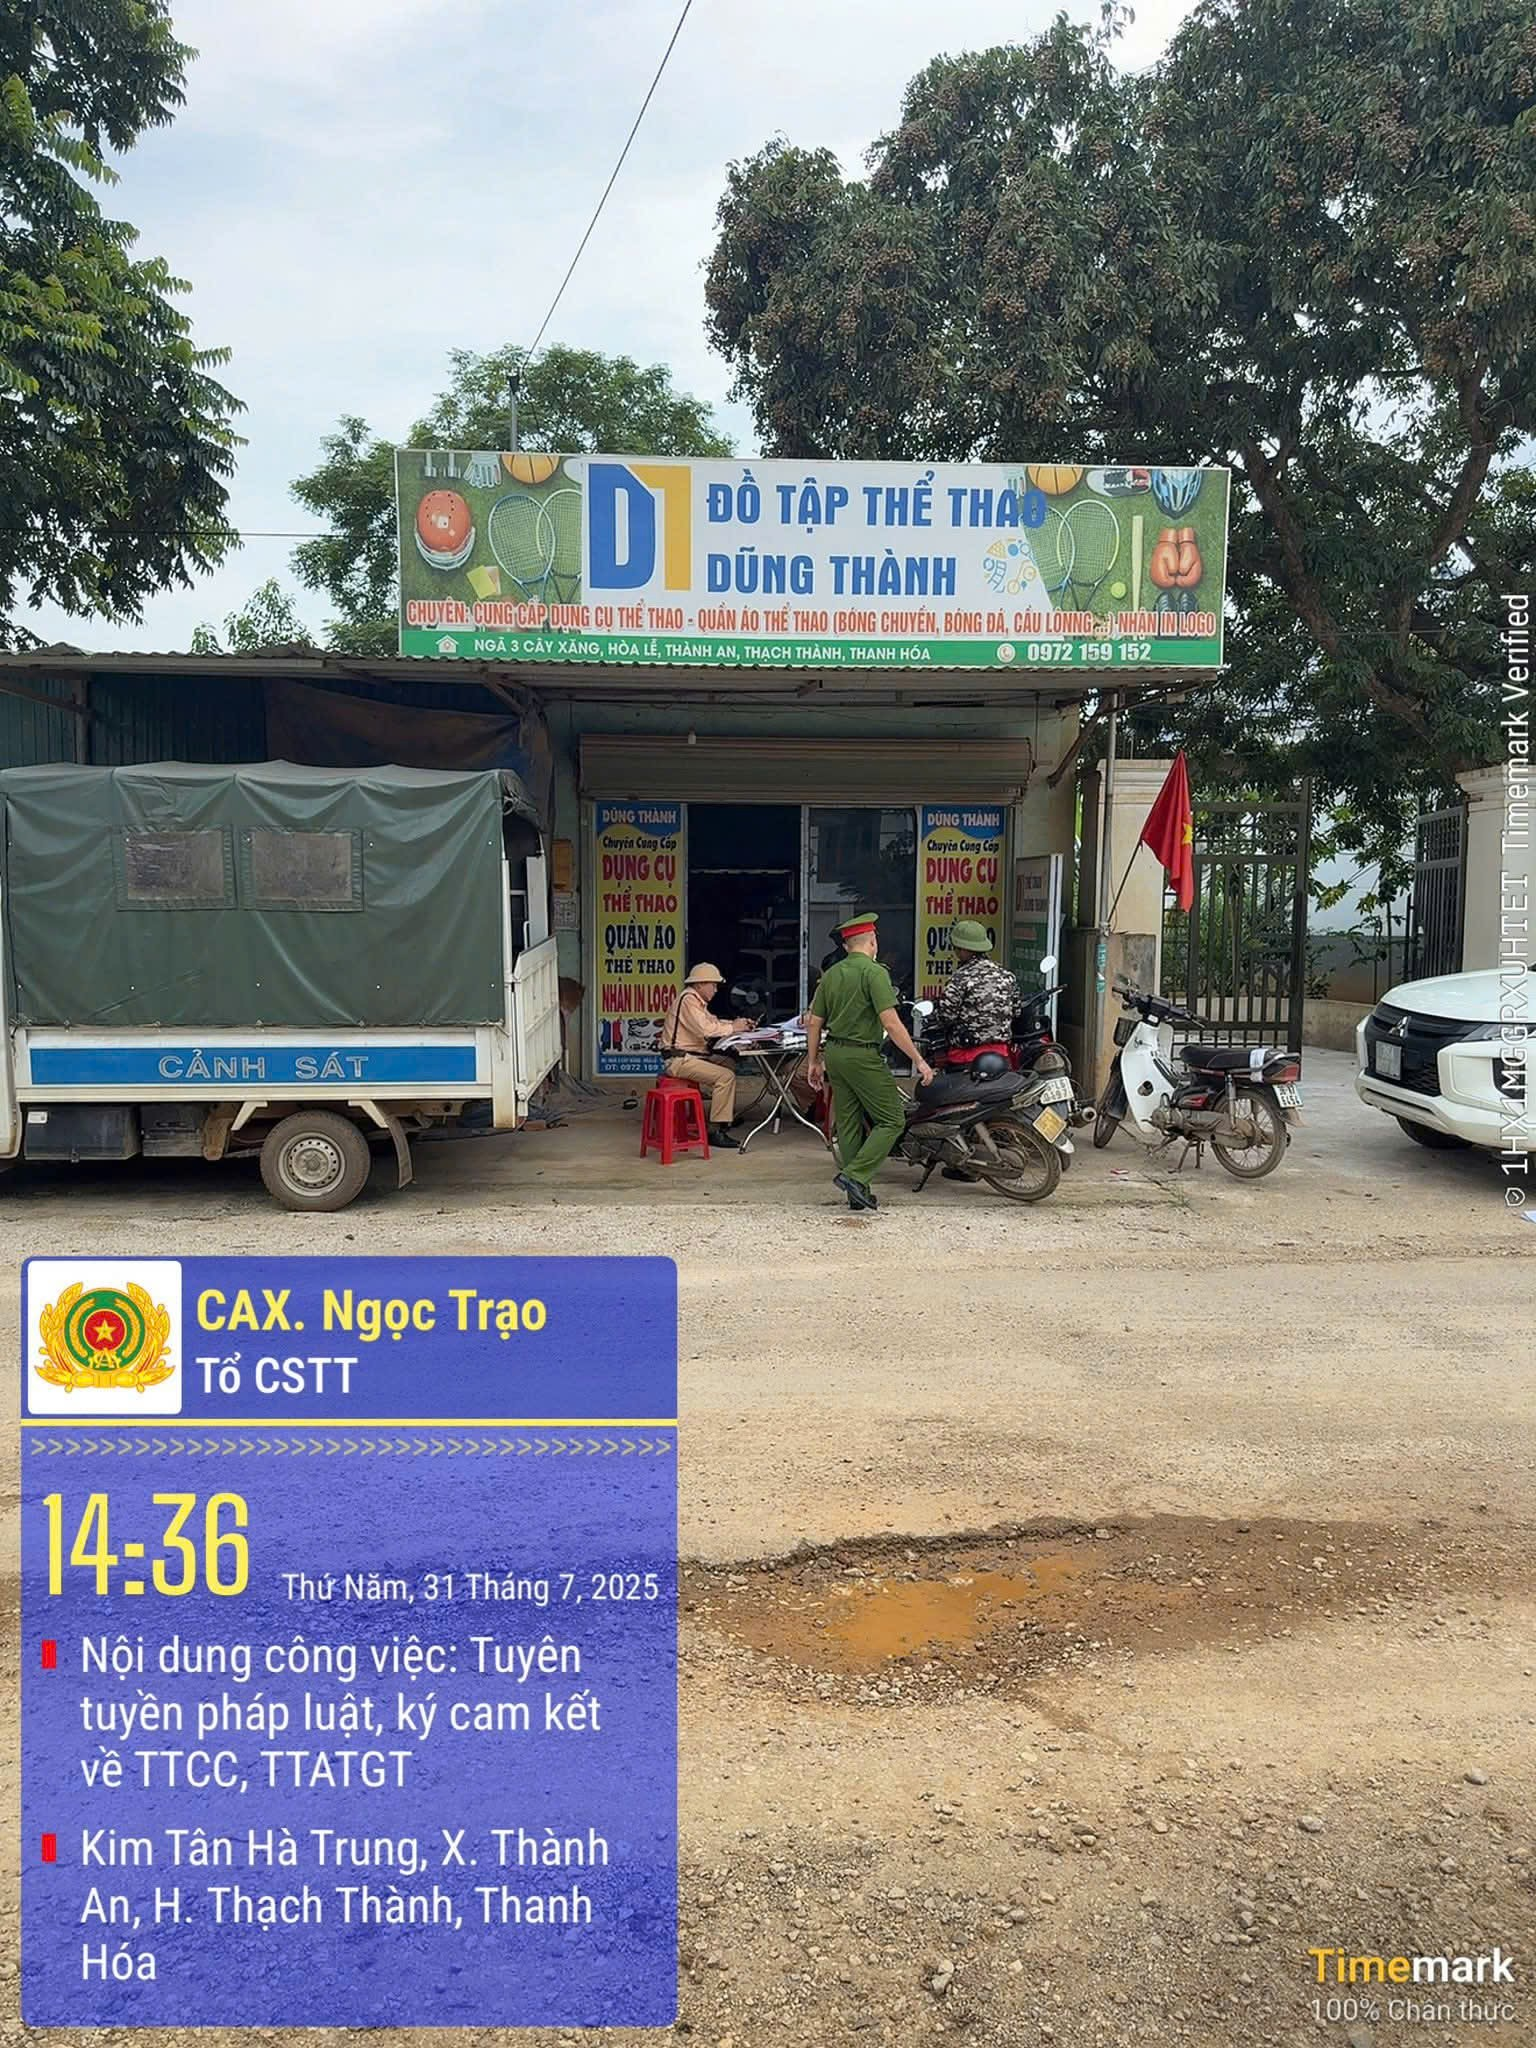 DT
ĐỒ TẬP THỂ THAO
DŨNG THÀNH
CHUYÊN: CUNG CẤP DỤNG CỤ THỂ THAO - QUẦN ÁO THỂ THAO (BÓNG CHUYỀN, BÓNG ĐÁ, CẦU LÔNNG...) NHẬN IN LOGO
NGÃ 3 CÂY XĂNG, HÒA LỄ, THÀNH AN, THẠCH THÀNH, THANH HÓA
0972 159 152
DŨNG THÀNH
Chuyên Cung Cấp
DỤNG CỤ
THỂ THAO
QUẦN ÁO
THỂ THAO
NHẬN IN LOGO
DŨNG THÀNH
Chuyên Cung Cấp
DỤNG CỤ
THỂ THAO
CẢNH SÁT
CAX. Ngọc Trạo
Tổ CSTT
14:36
Thứ Năm, 31 Tháng 7, 2025
Nội dung công việc: Tuyên
tuyền pháp luật, ký cam kết
về TTCC, TTATGT
Kim Tân Hà Trung, X. Thành
An, H. Thạch Thành, Thanh
Hóa
1HX1MGGRXUHTET Timemark Verified
Timemark
100% Chân thực